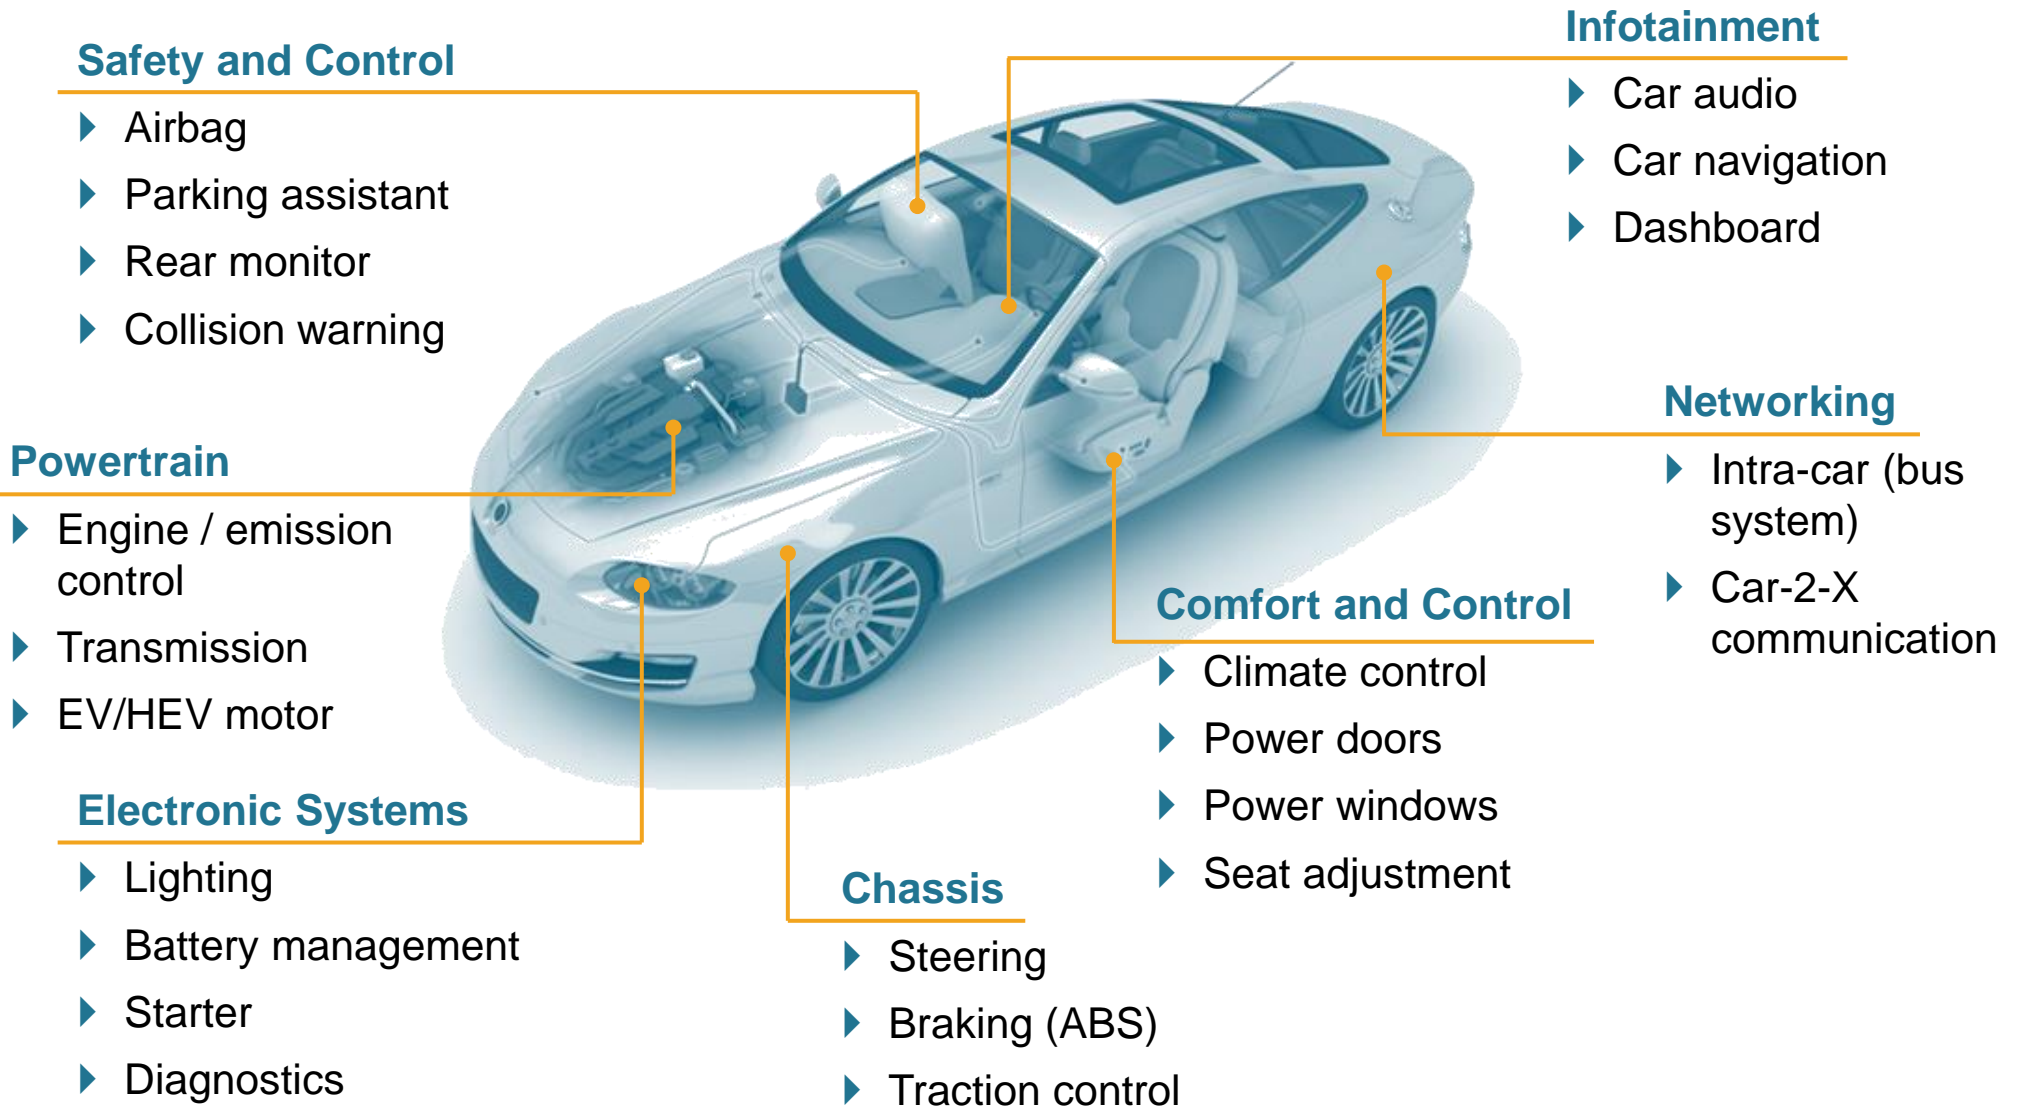 Safety and Control
Airbag
Parking assistant
Rear monitor
Collision warning
Infotainment
Car audio
Car navigation
Dashboard
Powertrain
Engine / emission
control
Transmission
EV/HEV motor
Networking
Intra-car (bus
system)
Car-2-X
communication
Comfort and Control
Climate control
Power doors
Power windows
Seat adjustment
Electronic Systems
Lighting
Battery management
Starter
Diagnostics
Chassis
Steering
Braking (ABS)
Traction control